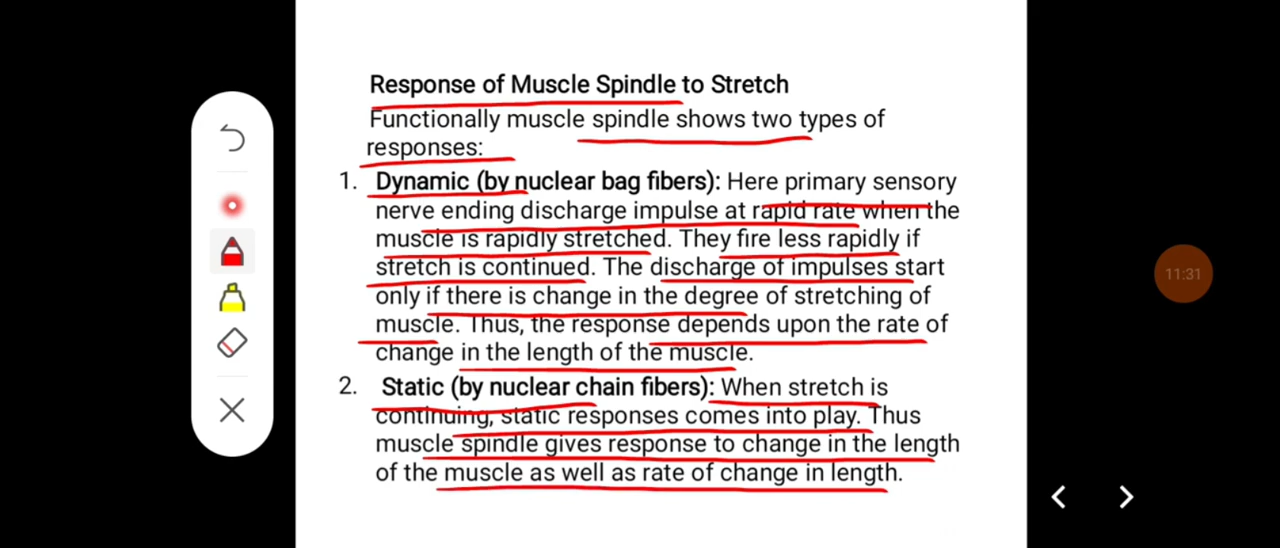 Response of Muscle Spindle to Stretch
Functionally muscle spindle shows two types of
responses:
1. Dynamic (by nuclear bag fibers): Here primary sensory
nerve ending discharge impulse at rapid rate when the
muscle is rapidly stretched. They fire less rapidly if
stretch is continued. The discharge of impulses start
only if there is change in the degree of stretching of
muscle. Thus, the response depends upon the rate of
change in the length of the muscle.
2. Static (by nuclear chain fibers): When stretch is
continuing, static responses comes into play. Thus
muscle spindle gives response to change in the length
of the muscle as well as rate of change in length.
11:31